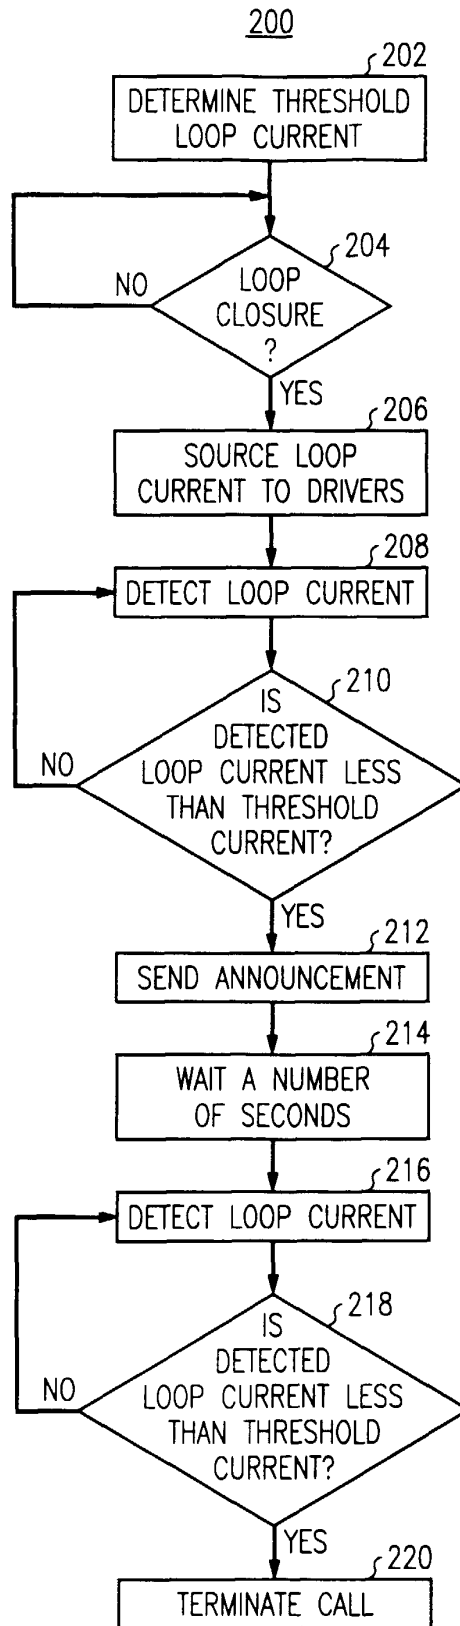 200
202
DETERMINE THRESHOLD
LOOP CURRENT
204
NO
LOOP
CLOSURE
?
YES
206
SOURCE LOOP
CURRENT TO DRIVERS
208
DETECT LOOP CURRENT
210
NO
IS
DETECTED
LOOP CURRENT LESS
THAN THRESHOLD
CURRENT?
YES
212
SEND ANNOUNCEMENT
214
WAIT A NUMBER
OF SECONDS
216
DETECT LOOP CURRENT
218
NO
IS
DETECTED
LOOP CURRENT LESS
THAN THRESHOLD
CURRENT?
YES
220
TERMINATE CALL